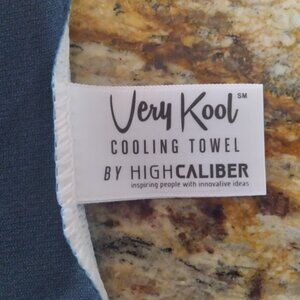 Very Kool℠
COOLING TOWEL
BY HIGHCALIBER
inspiring people with innovative ideas